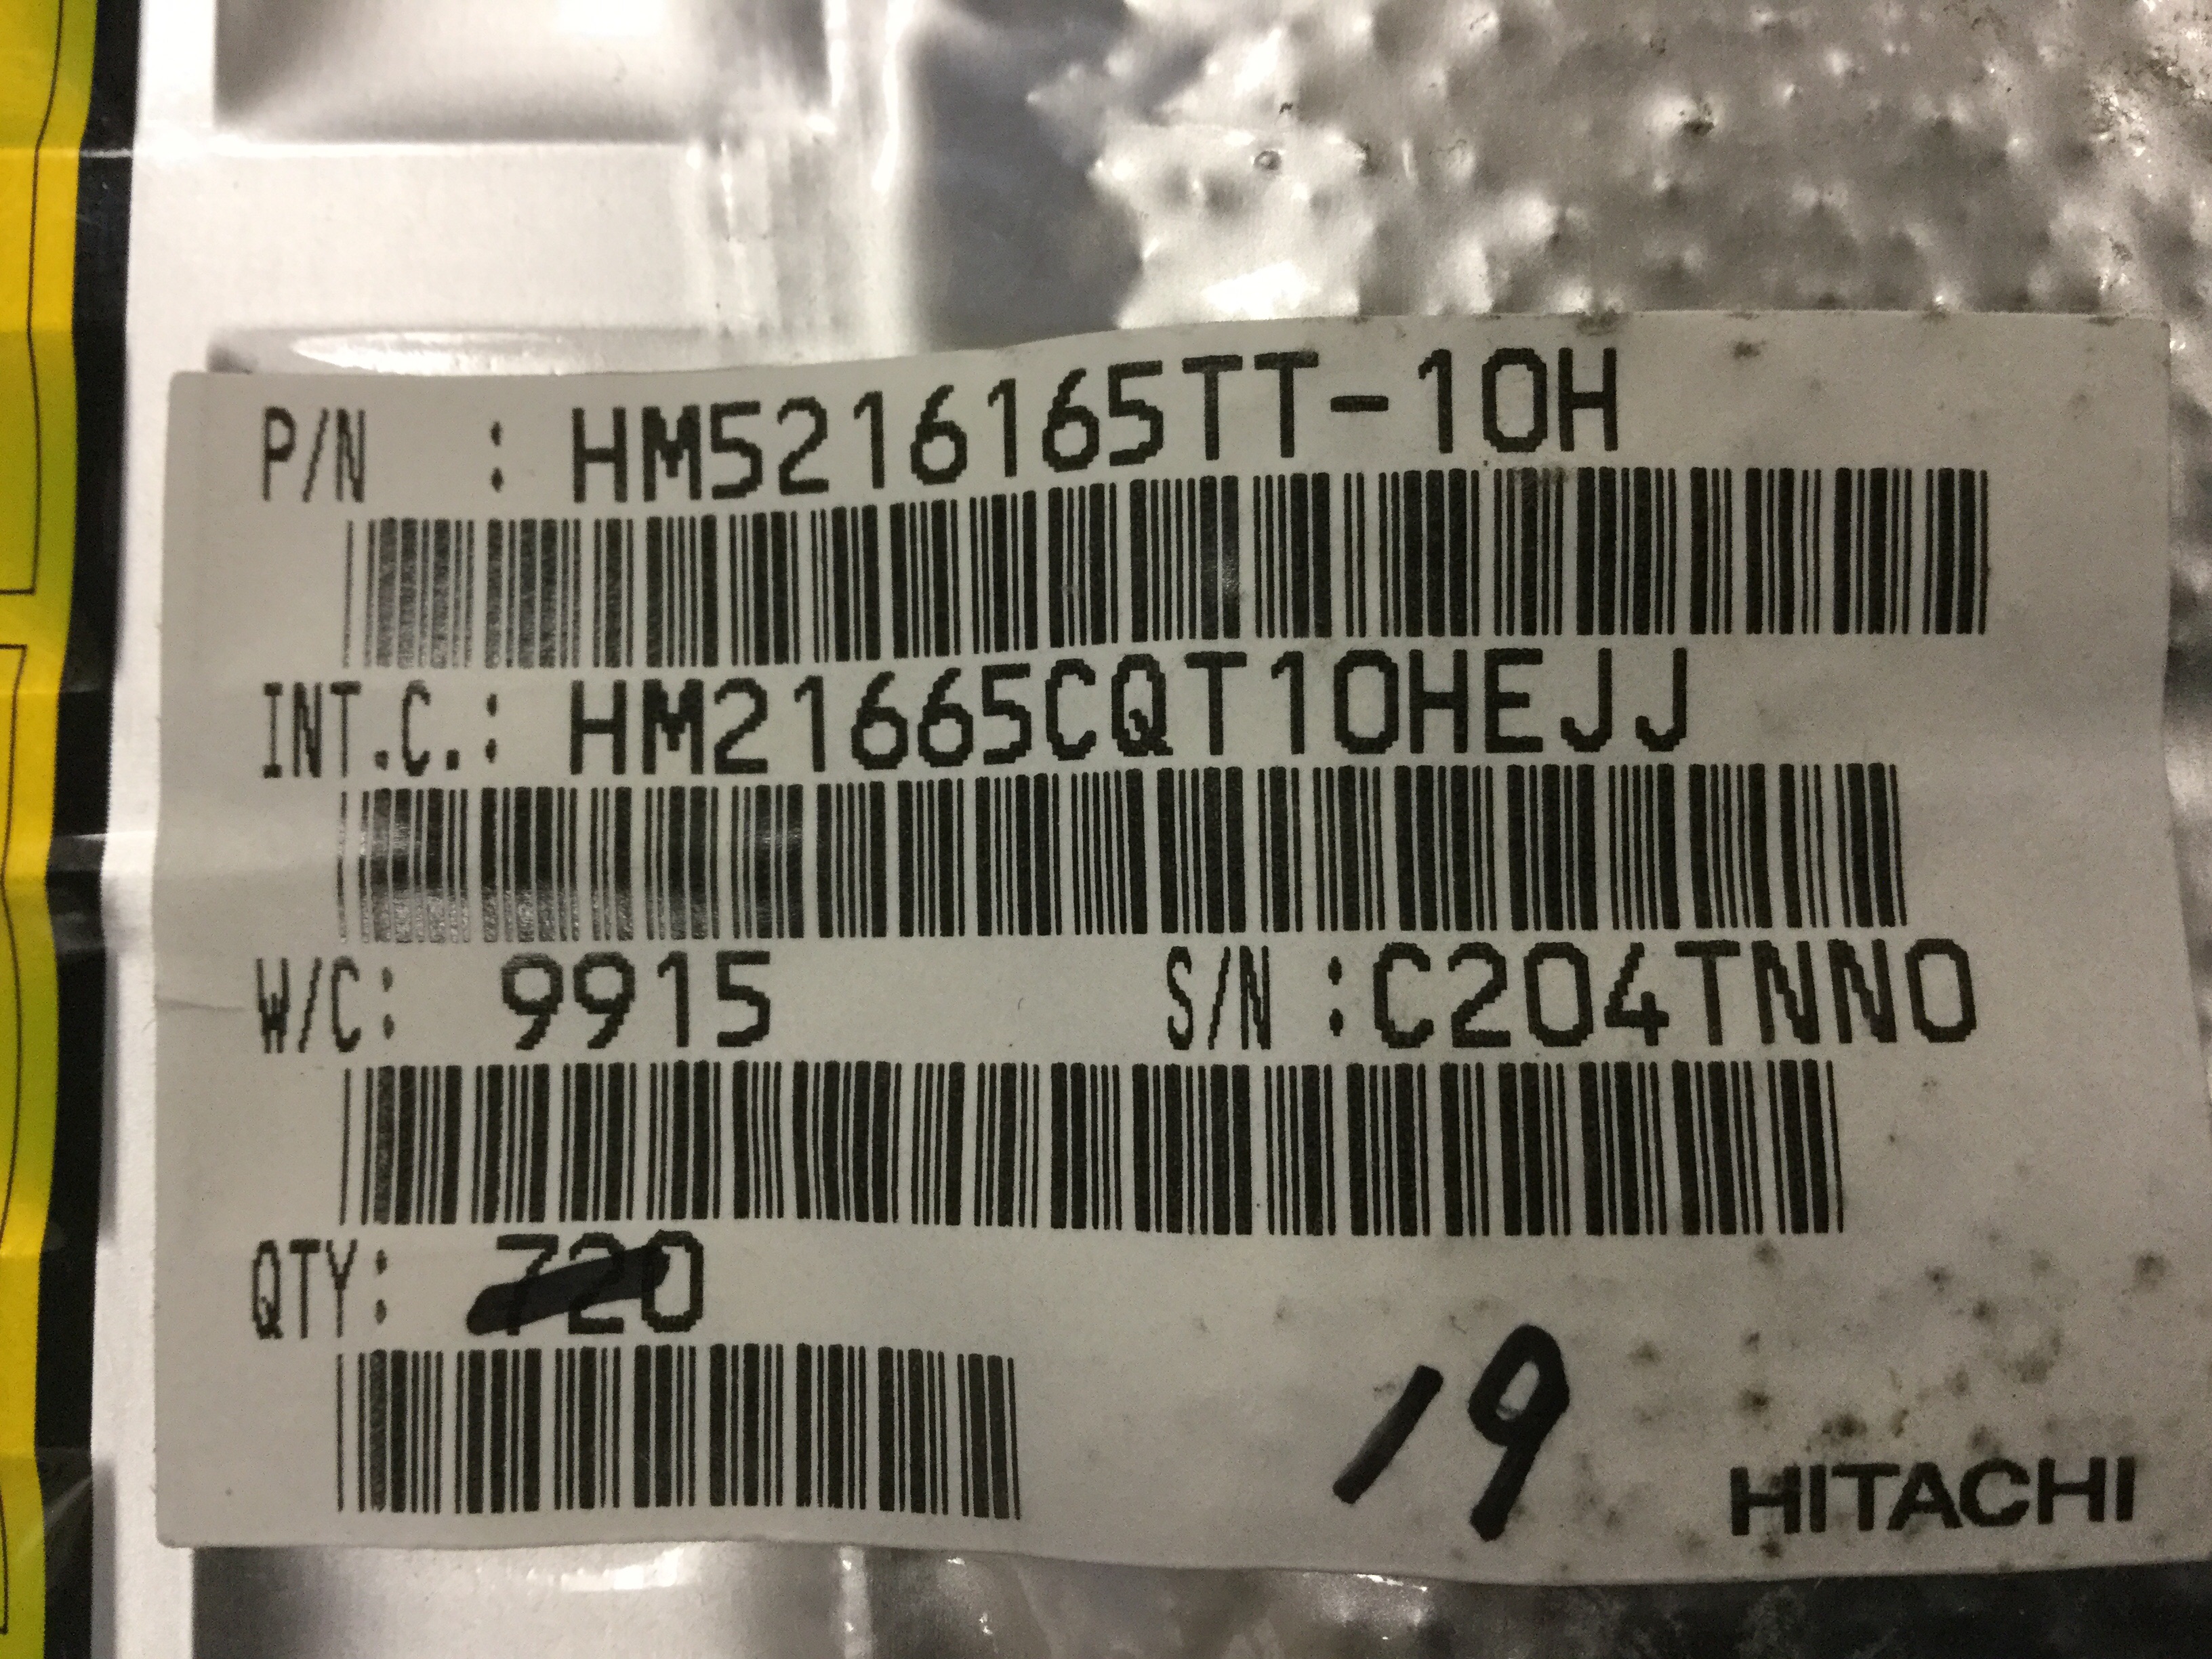 P/N : HM5216165TT-10H
INT.C.: HM21665CQT10HEJJ
W/C: 9915 S/N :C204TNN0
QTY: 720
19
HITACHI